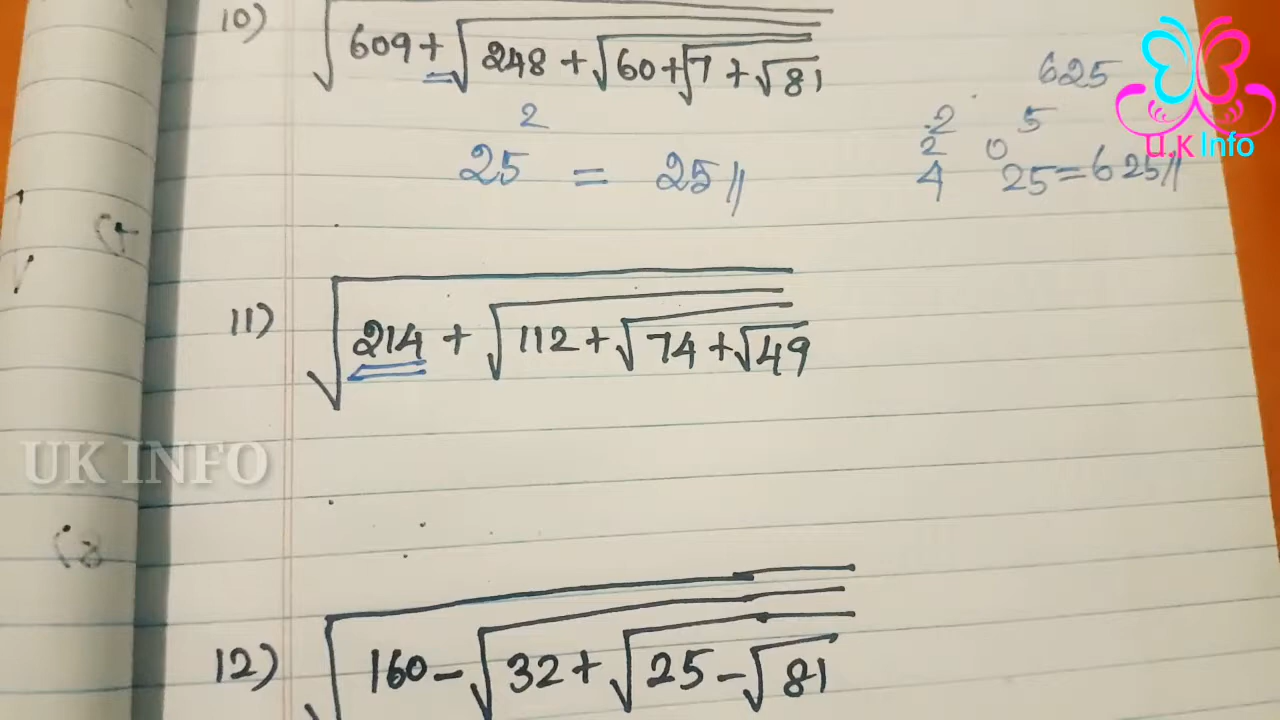 10) √609 + √248 + √60 + √7 + √81
625
2
25 = 25 //
2 5
2 0
4 25 = 625 //
U.K Info
11) √214 + √112 + √74 + √49
UK INFO
12) √160 - √32 + √25 - √81